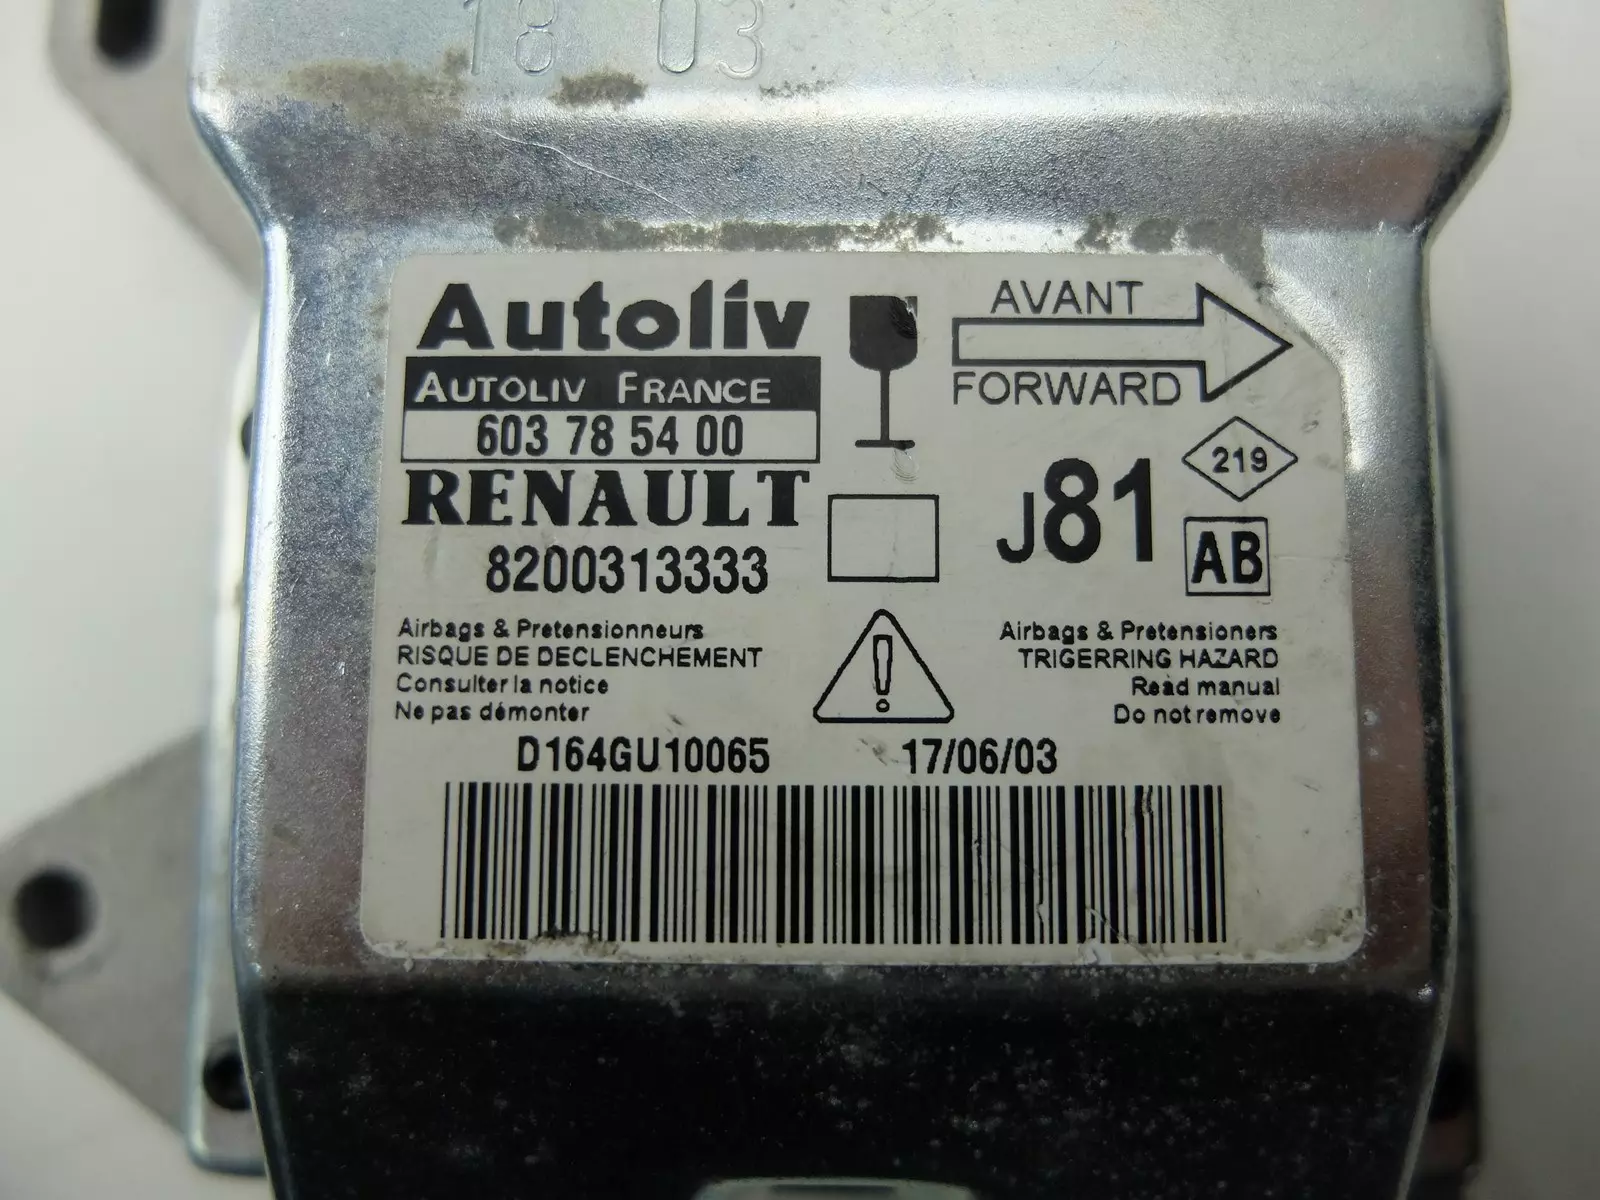 18 03
Autoliv
AUTOLIV FRANCE
603 78 54 00
RENAULT
8200313333
AVANT
FORWARD
219
J81
AB
Airbags & Pretensionneurs
RISQUE DE DECLENCHEMENT
Consulter la notice
Ne pas démonter
!
Airbags & Pretensioners
TRIGERRING HAZARD
Read manual
Do not remove
D164GU10065 17/06/03